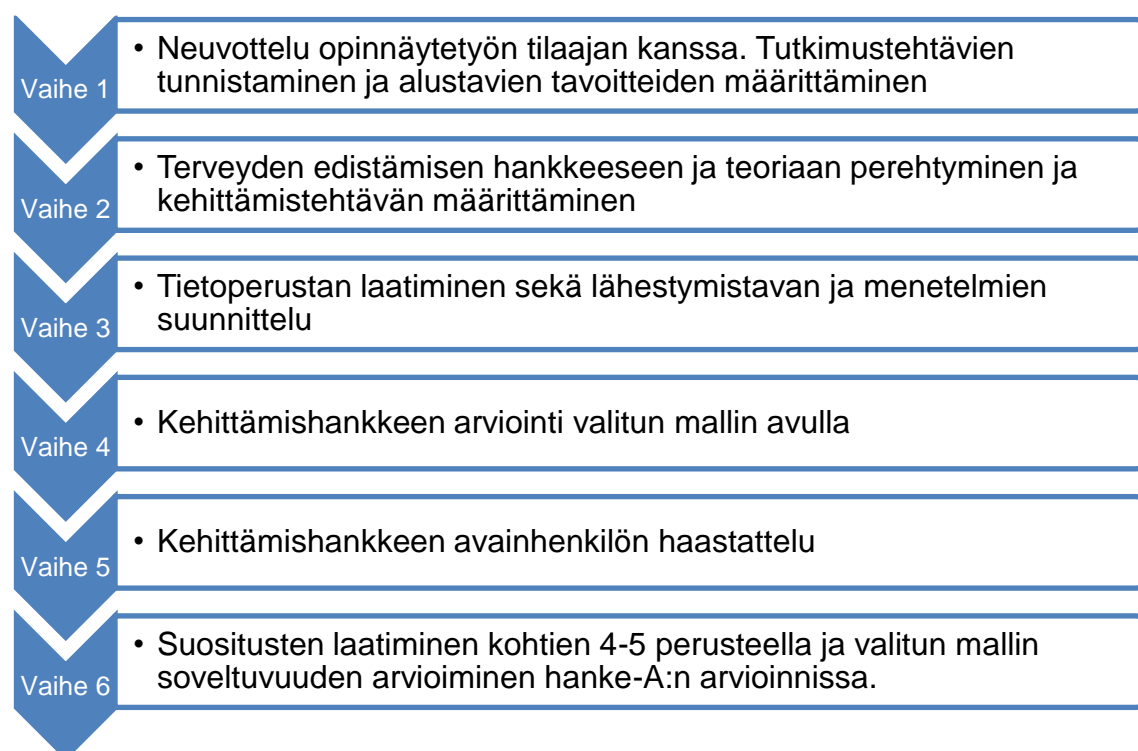 Vaihe 1
• Neuvottelu opinnäytetyön tilaajan kanssa. Tutkimustehtävien
tunnistaminen ja alustavien tavoitteiden määrittäminen
Vaihe 2
• Terveyden edistämisen hankkeeseen ja teoriaan perehtyminen ja
kehittämistehtävän määrittäminen
Vaihe 3
• Tietoperustan laatiminen sekä lähestymistavan ja menetelmien
suunnittelu
Vaihe 4
• Kehittämishankkeen arviointi valitun mallin avulla
Vaihe 5
• Kehittämishankkeen avainhenkilön haastattelu
Vaihe 6
• Suositusten laatiminen kohtien 4-5 perusteella ja valitun mallin
soveltuvuuden arvioiminen hanke-A:n arvioinnissa.